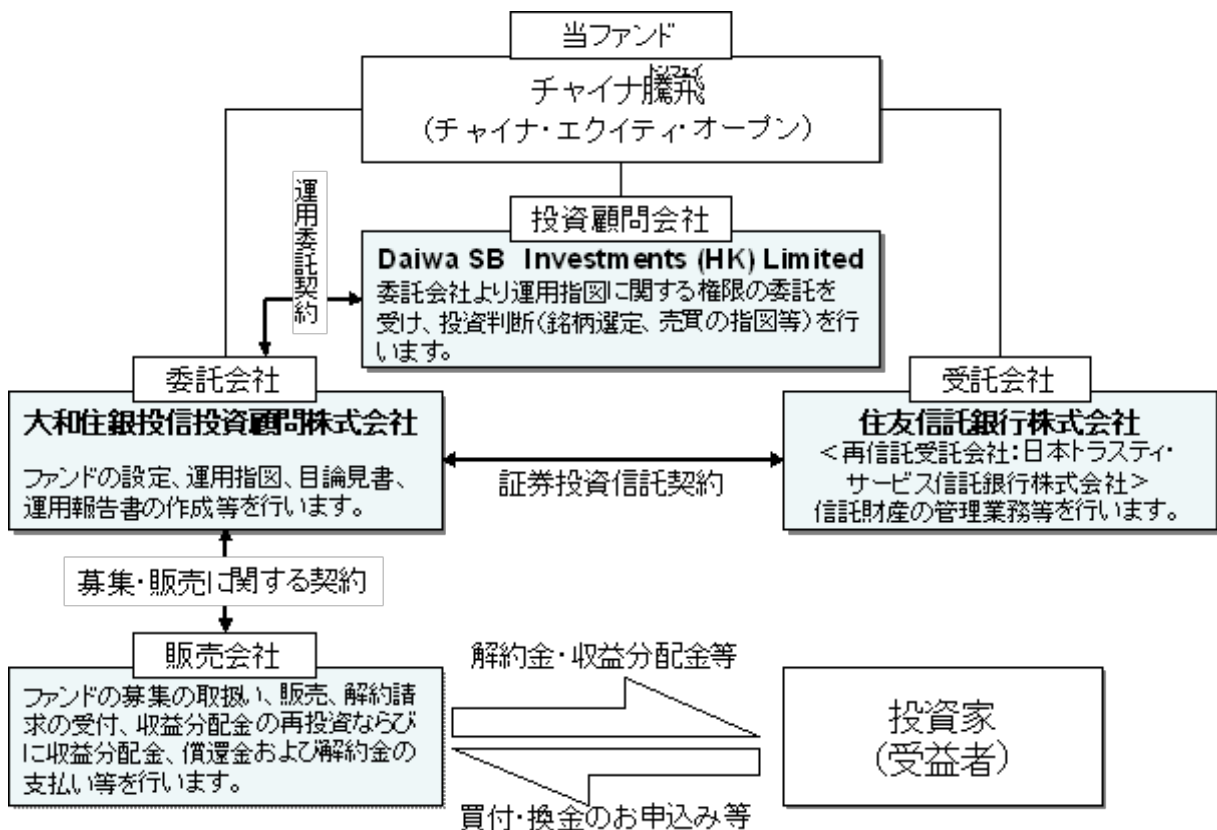 当ファンド
トンフェイ
チャイナ騰飛
(チャイナ・エクイティ・オープン)
運用委託契約
投資顧問会社
Daiwa SB Investments (HK) Limited
委託会社より運用指図に関する権限の委託を
受け、投資判断(銘柄選定、売買の指図等)を行
います。
委託会社
大和住銀投信投資顧問株式会社
ファンドの設定、運用指図、目論見書、
運用報告書の作成等を行います。
証券投資信託契約
受託会社
住友信託銀行株式会社
<再信託受託会社:日本トラスティ・
サービス信託銀行株式会社>
信託財産の管理業務等を行います。
募集・販売に関する契約
販売会社
ファンドの募集の取扱い、販売、解約請
求の受付、収益分配金の再投資ならび
に収益分配金、償還金および解約金の
支払い等を行います。
解約金・収益分配金等
買付・換金のお申込み等
投資家
(受益者)